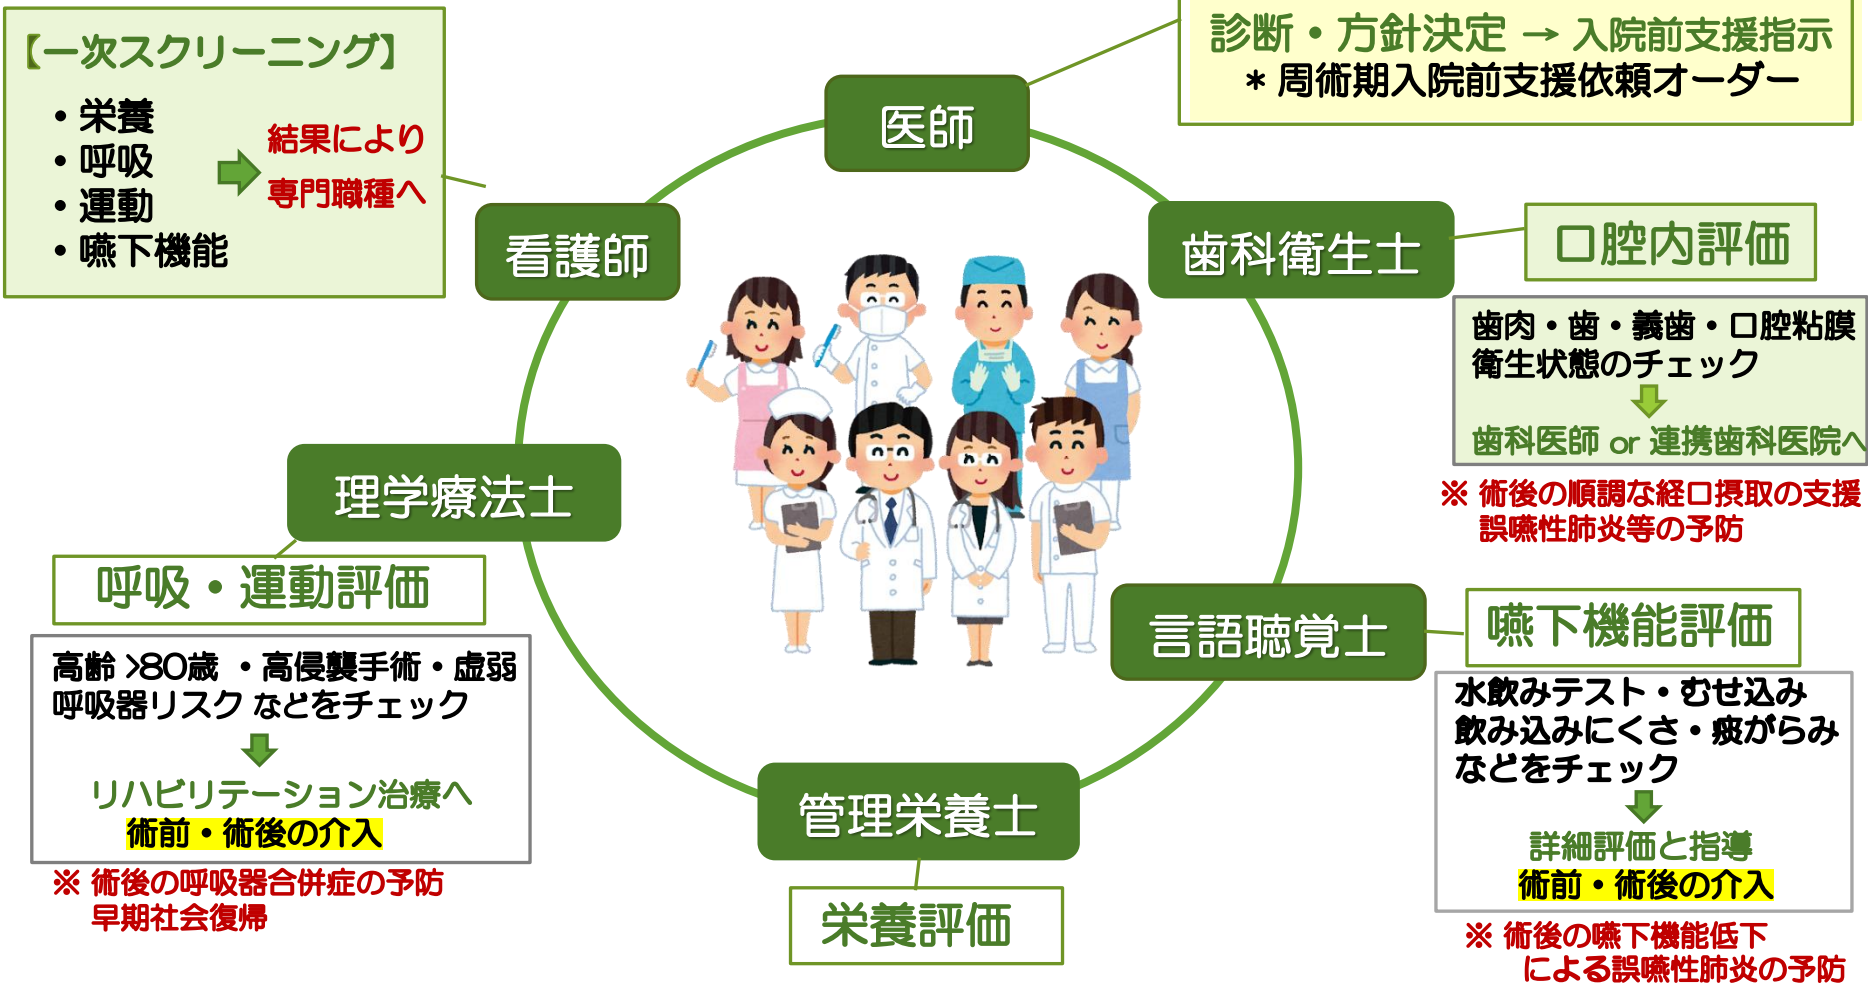 【一次スクリーニング】
・栄養
・呼吸
・運動
・嚥下機能
結果により
専門職種へ
診断・方針決定 → 入院前支援指示
* 周術期入院前支援依頼オーダー
医師
看護師
歯科衛生士
口腔内評価
歯肉・歯・義歯・口腔粘膜
衛生状態のチェック
歯科医師 or 連携歯科医院へ
※ 術後の順調な経口摂取の支援
誤嚥性肺炎等の予防
理学療法士
呼吸・運動評価
高齢 >80歳 ・高侵襲手術・虚弱
呼吸器リスク などをチェック
リハビリテーション治療へ
術前・術後の介入
※ 術後の呼吸器合併症の予防
早期社会復帰
言語聴覚士
嚥下機能評価
水飲みテスト・むせ込み
飲み込みにくさ・痰がらみ
などをチェック
詳細評価と指導
術前・術後の介入
※ 術後の嚥下機能低下
による誤嚥性肺炎の予防
管理栄養士
栄養評価